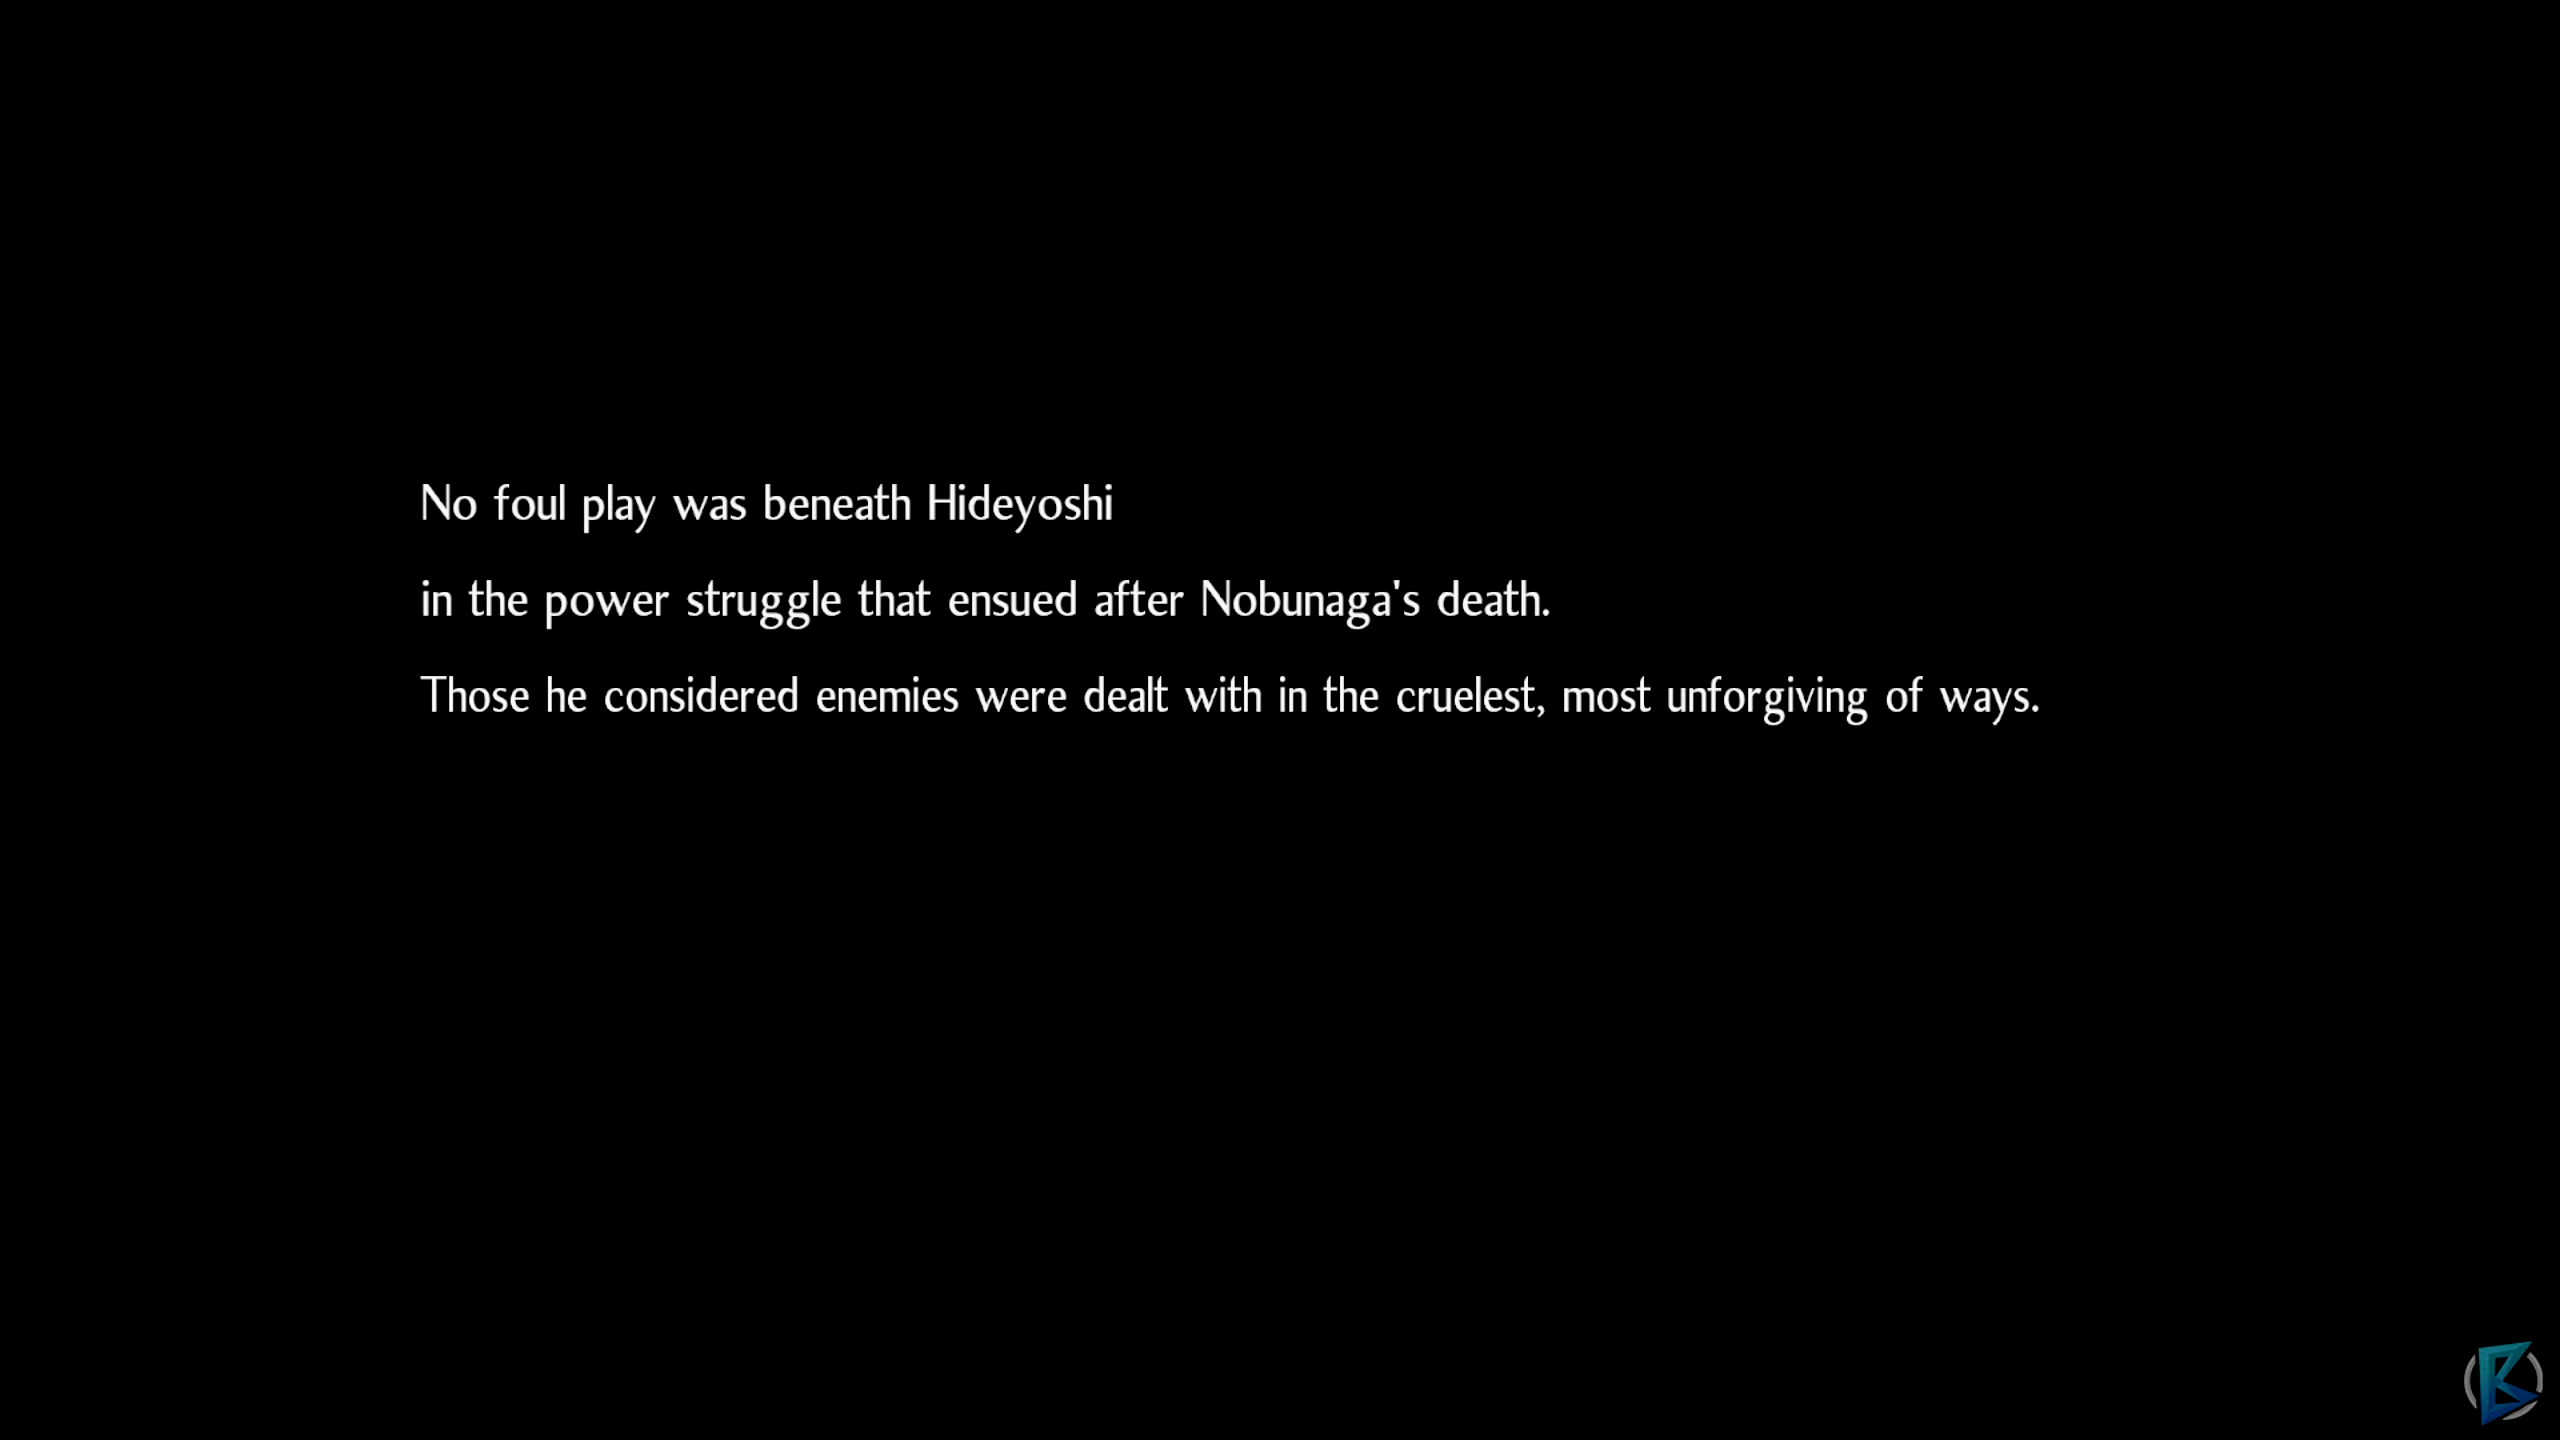 No foul play was beneath Hideyoshi
in the power struggle that ensued after Nobunaga's death.
Those he considered enemies were dealt with in the cruelest, most unforgiving of ways.